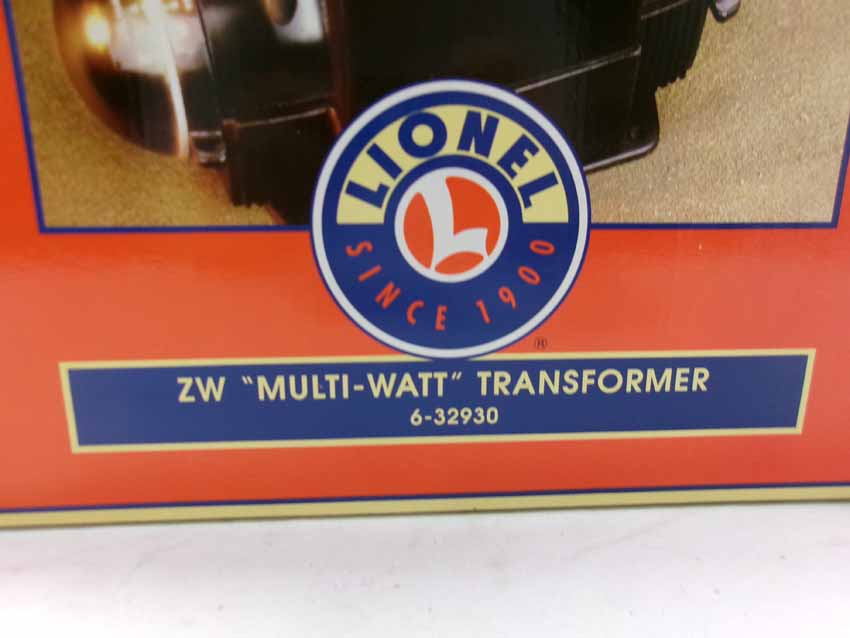 LIONEL
L
SINCE 1900
®
ZW "MULTI-WATT" TRANSFORMER
6-32930